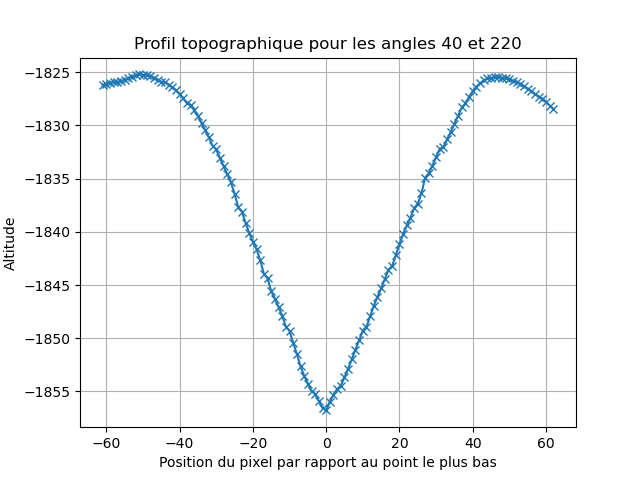 Profil topographique pour les angles 40 et 220
−1825
−1830
−1835
−1840
−1845
−1850
−1855
Altitude
−60 −40 −20 0 20 40 60
Position du pixel par rapport au point le plus bas